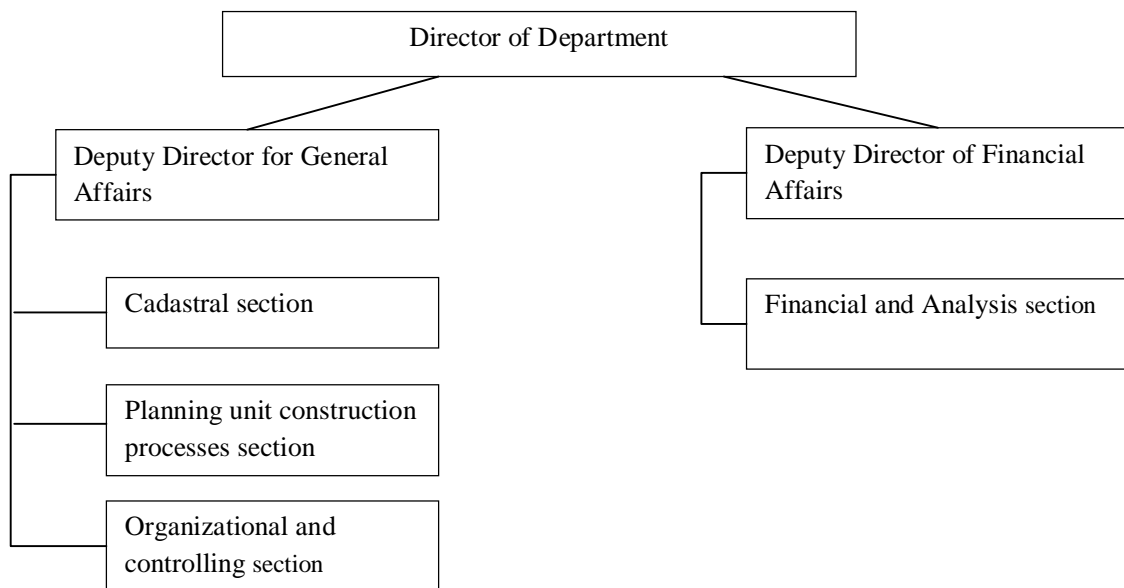 Director of Department
Deputy Director for General
Affairs
Deputy Director of Financial
Affairs
Cadastral section
Financial and Analysis section
Planning unit construction
processes section
Organizational and
controlling section